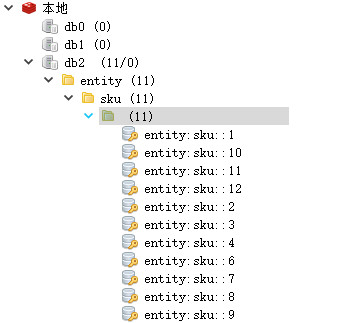 本地
db0 (0)
db1 (0)
db2 (11/0)
entity (11)
sku (11)
(11)
entity:sku::1
entity:sku::10
entity:sku::11
entity:sku::12
entity:sku::2
entity:sku::3
entity:sku::4
entity:sku::6
entity:sku::7
entity:sku::8
entity:sku::9